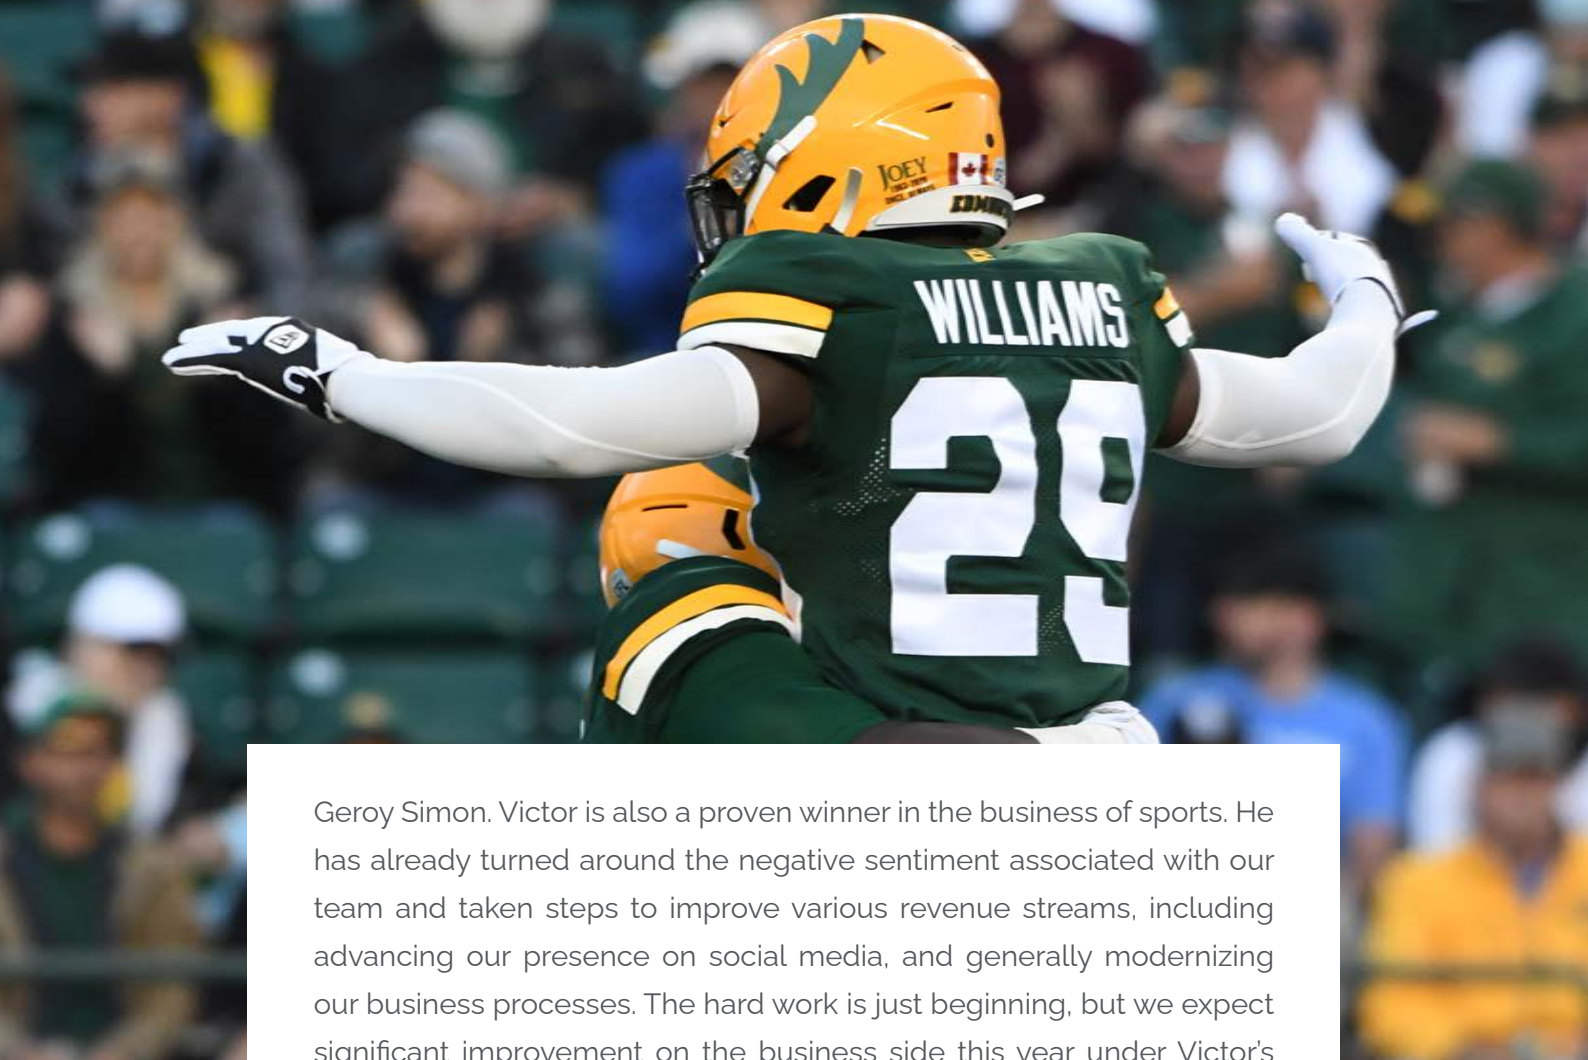 JOEY
EDMON
WILLIAMS
29
Geroy Simon. Victor is also a proven winner in the business of sports. He
has already turned around the negative sentiment associated with our
team and taken steps to improve various revenue streams, including
advancing our presence on social media, and generally modernizing
our business processes. The hard work is just beginning, but we expect
significant improvement on the business side this year under Victor's